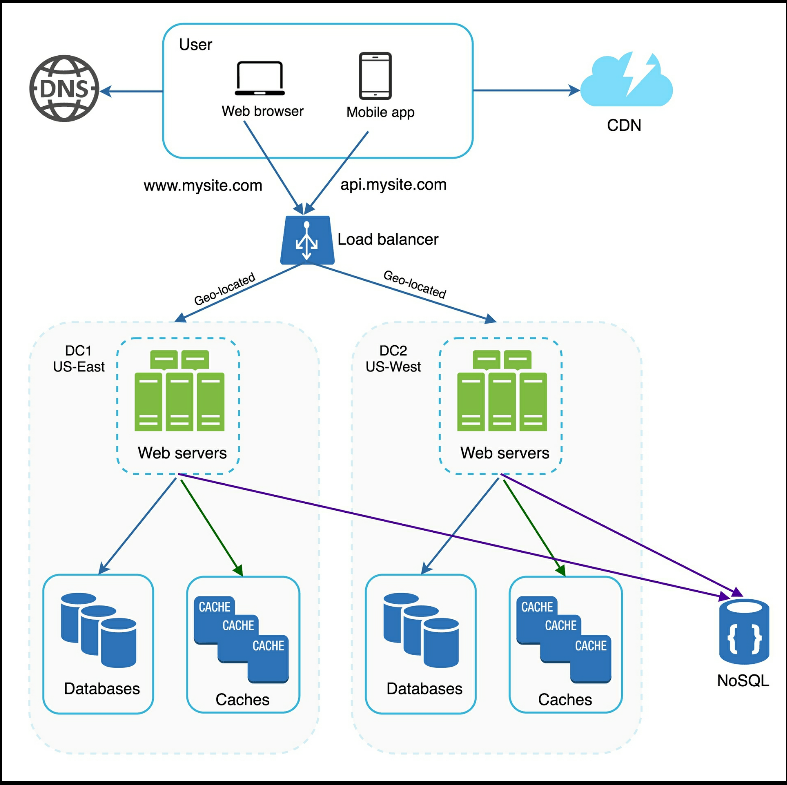 User
DNS
Web browser
Mobile app
CDN
www.mysite.com
api.mysite.com
Load balancer
Geo-located
Geo-located
DC1
US-East
Web servers
DC2
US-West
Web servers
Databases
CACHE
CACHE
CACHE
Caches
Databases
CACHE
CACHE
CACHE
Caches
{ }
NoSQL